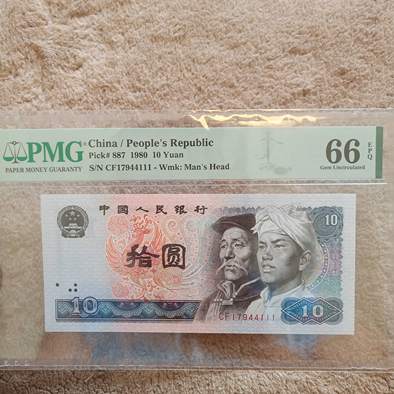 PMG
PAPER MONEY GUARANTY
China / People's Republic
Pick# 887 1980 10 Yuan
S/N CF17944111 - Wmk: Man's Head
66 EPQ
Gem Uncirculated
中国人民银行
10
拾圆
CF17944111
10
10